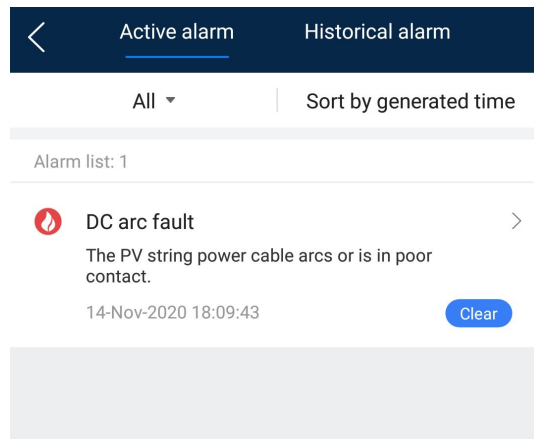 Active alarm Historical alarm
All Sort by generated time
Alarm list: 1
DC arc fault
The PV string power cable arcs or is in poor
contact.
14-Nov-2020 18:09:43 Clear